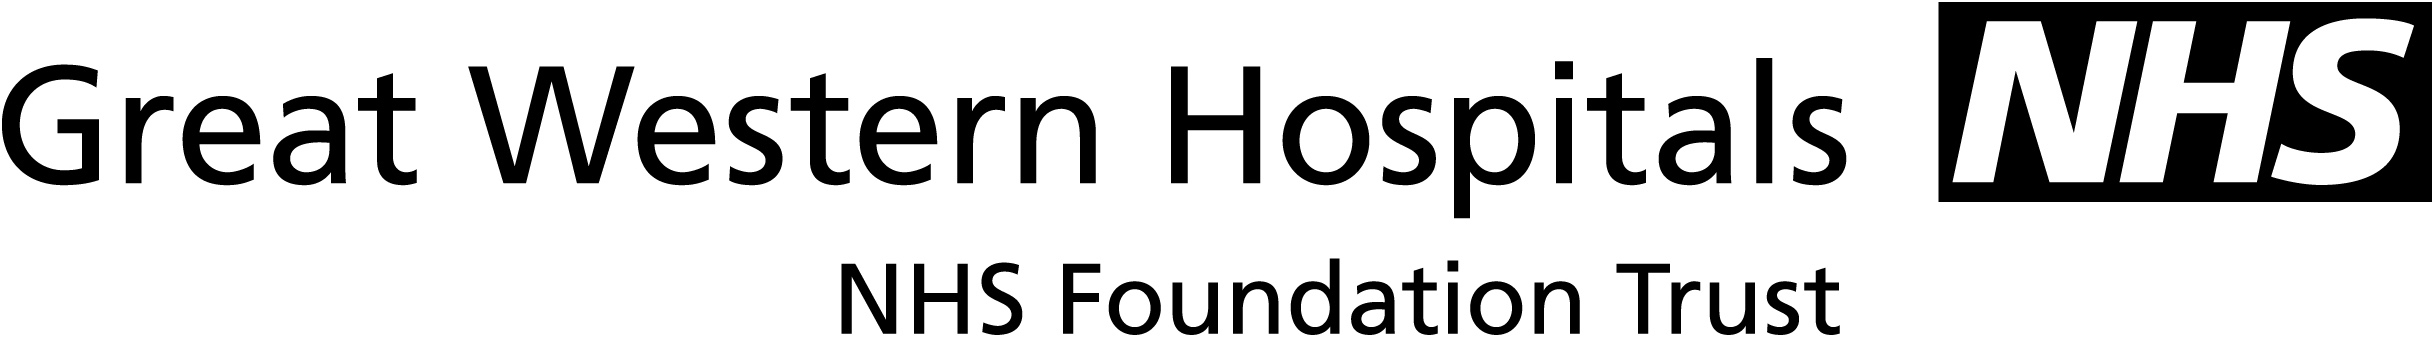 Great Western Hospitals NHS
NHS Foundation Trust